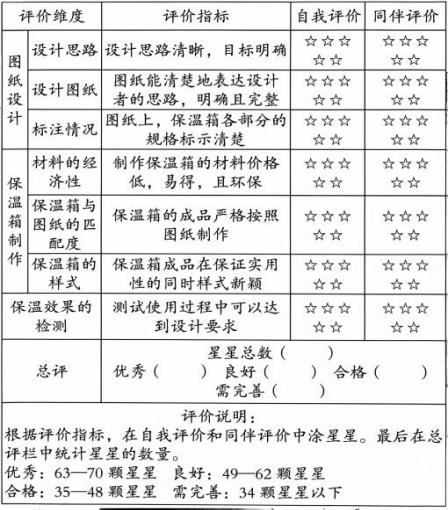 评价维度 评价指标 自我评价 同伴评价
图纸设计
设计思路 设计思路清晰，目标明确 ☆☆☆☆☆ ☆☆☆☆☆
设计图纸 图纸能清楚地表达设计
者的思路，明确且完整 ☆☆☆☆☆ ☆☆☆☆☆
标注情况 图纸上，保温箱各部分的
规格标示清楚 ☆☆☆☆☆ ☆☆☆☆☆
保温箱制作
材料的经
济性
制作保温箱的材料价格
低，易得，且环保 ☆☆☆☆☆ ☆☆☆☆☆
保温箱与
图纸的匹
配度
保温箱的成品严格按照
图纸制作 ☆☆☆☆☆ ☆☆☆☆☆
保温箱的
样式
保温箱成品在保证实用
性的同时样式新颖 ☆☆☆☆☆ ☆☆☆☆☆
保温效果的
检测
测试使用过程中可以达
到设计要求 ☆☆☆☆☆ ☆☆☆☆☆
总评
星星总数（ ）
优秀（ ） 良好（ ） 合格（ ）
需完善（ ）
评价说明：
根据评价指标，在自我评价和同伴评价中涂星星。最后在总
评栏中统计星星的数量。
优秀：63—70 颗星星 良好：49—62 颗星星
合格：35—48 颗星星 需完善：34 颗星星以下